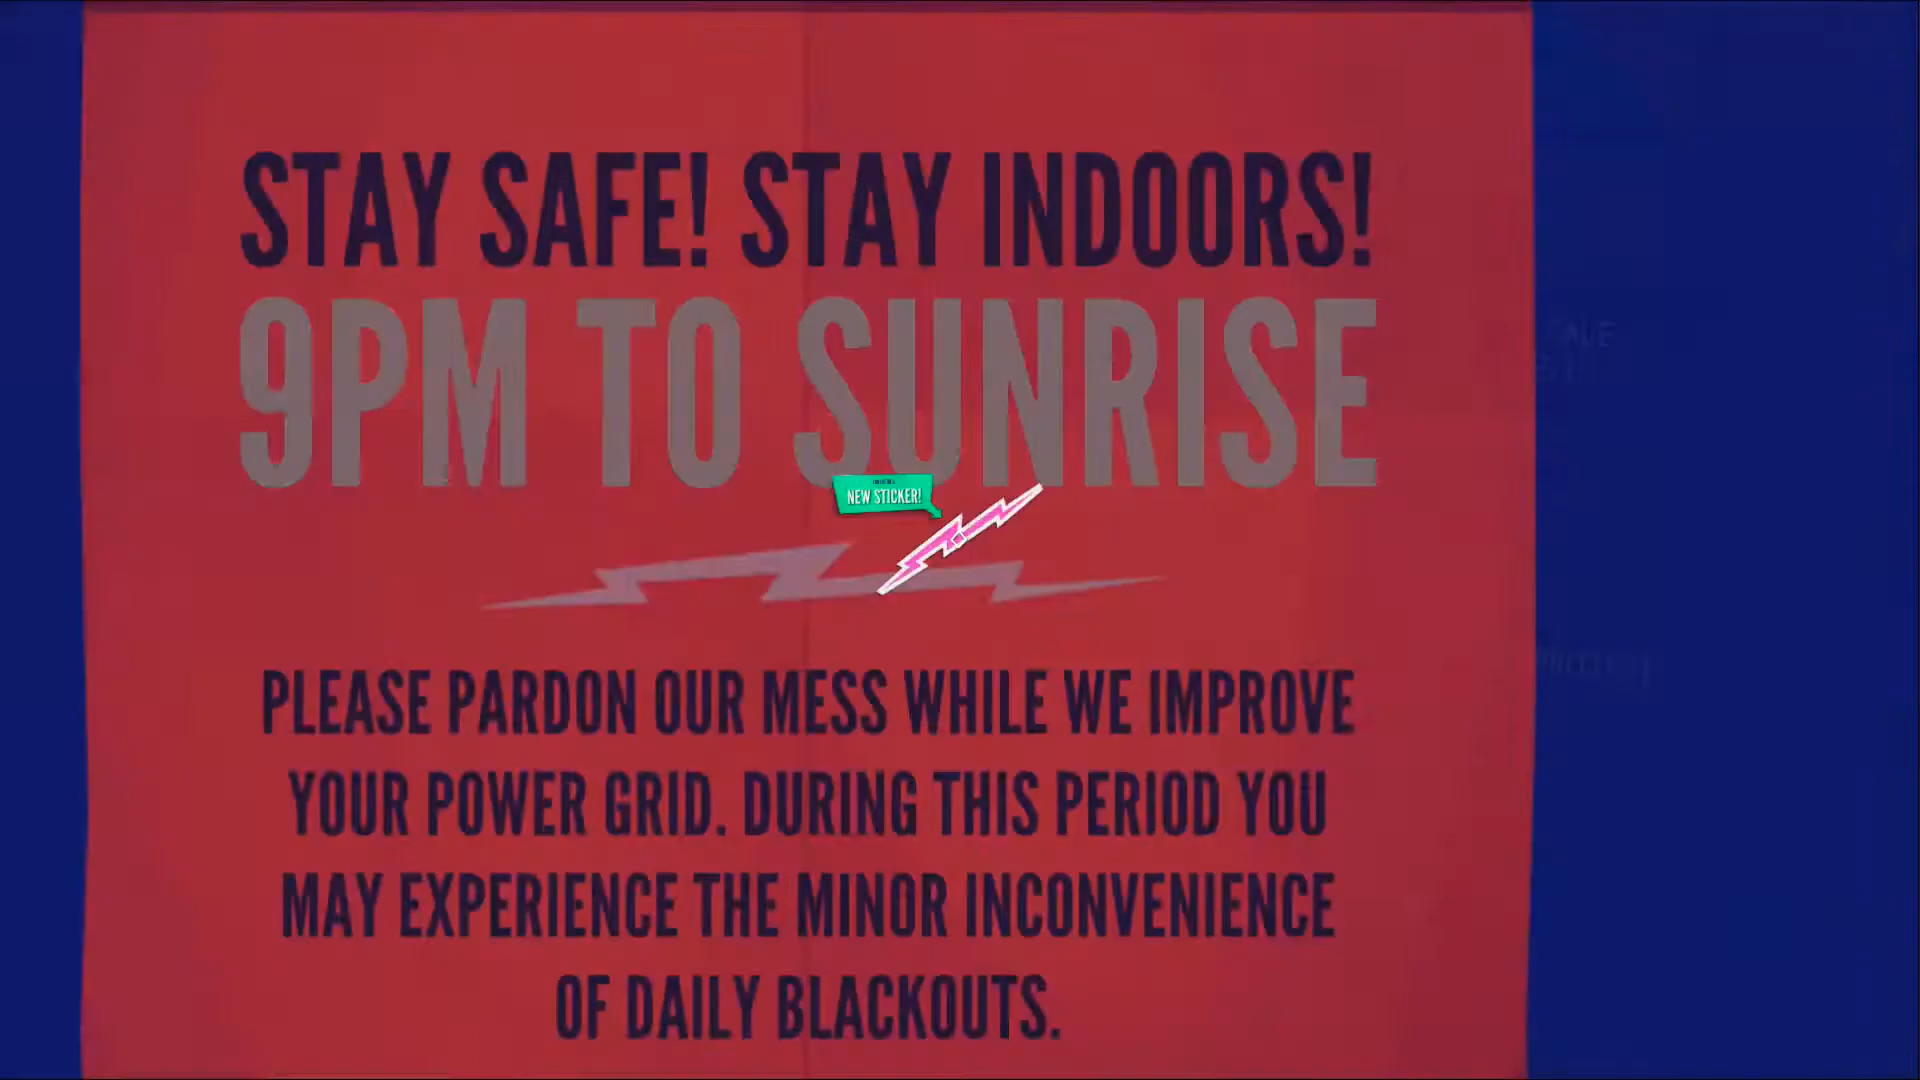 STAY SAFE! STAY INDOORS!
9PM TO SUNRISE
NEW STICKER!
PLEASE PARDON OUR MESS WHILE WE IMPROVE
YOUR POWER GRID. DURING THIS PERIOD YOU
MAY EXPERIENCE THE MINOR INCONVENIENCE
OF DAILY BLACKOUTS.